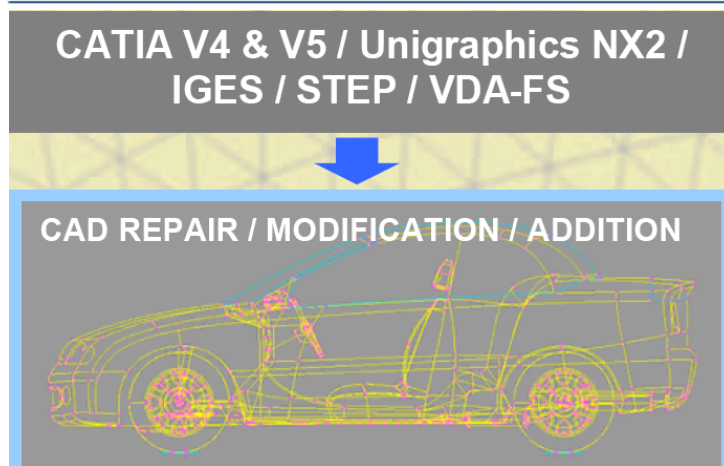 CATIA V4 & V5 / Unigraphics NX2 /
IGES / STEP / VDA-FS
CAD REPAIR / MODIFICATION / ADDITION